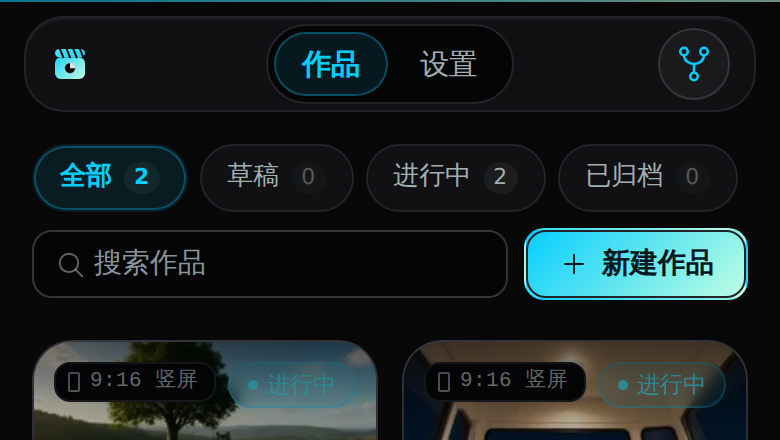 作品 设置
全部 2 草稿 0 进行中 2 已归档 0
搜索作品 新建作品
9:16 竖屏 进行中 9:16 竖屏 进行中